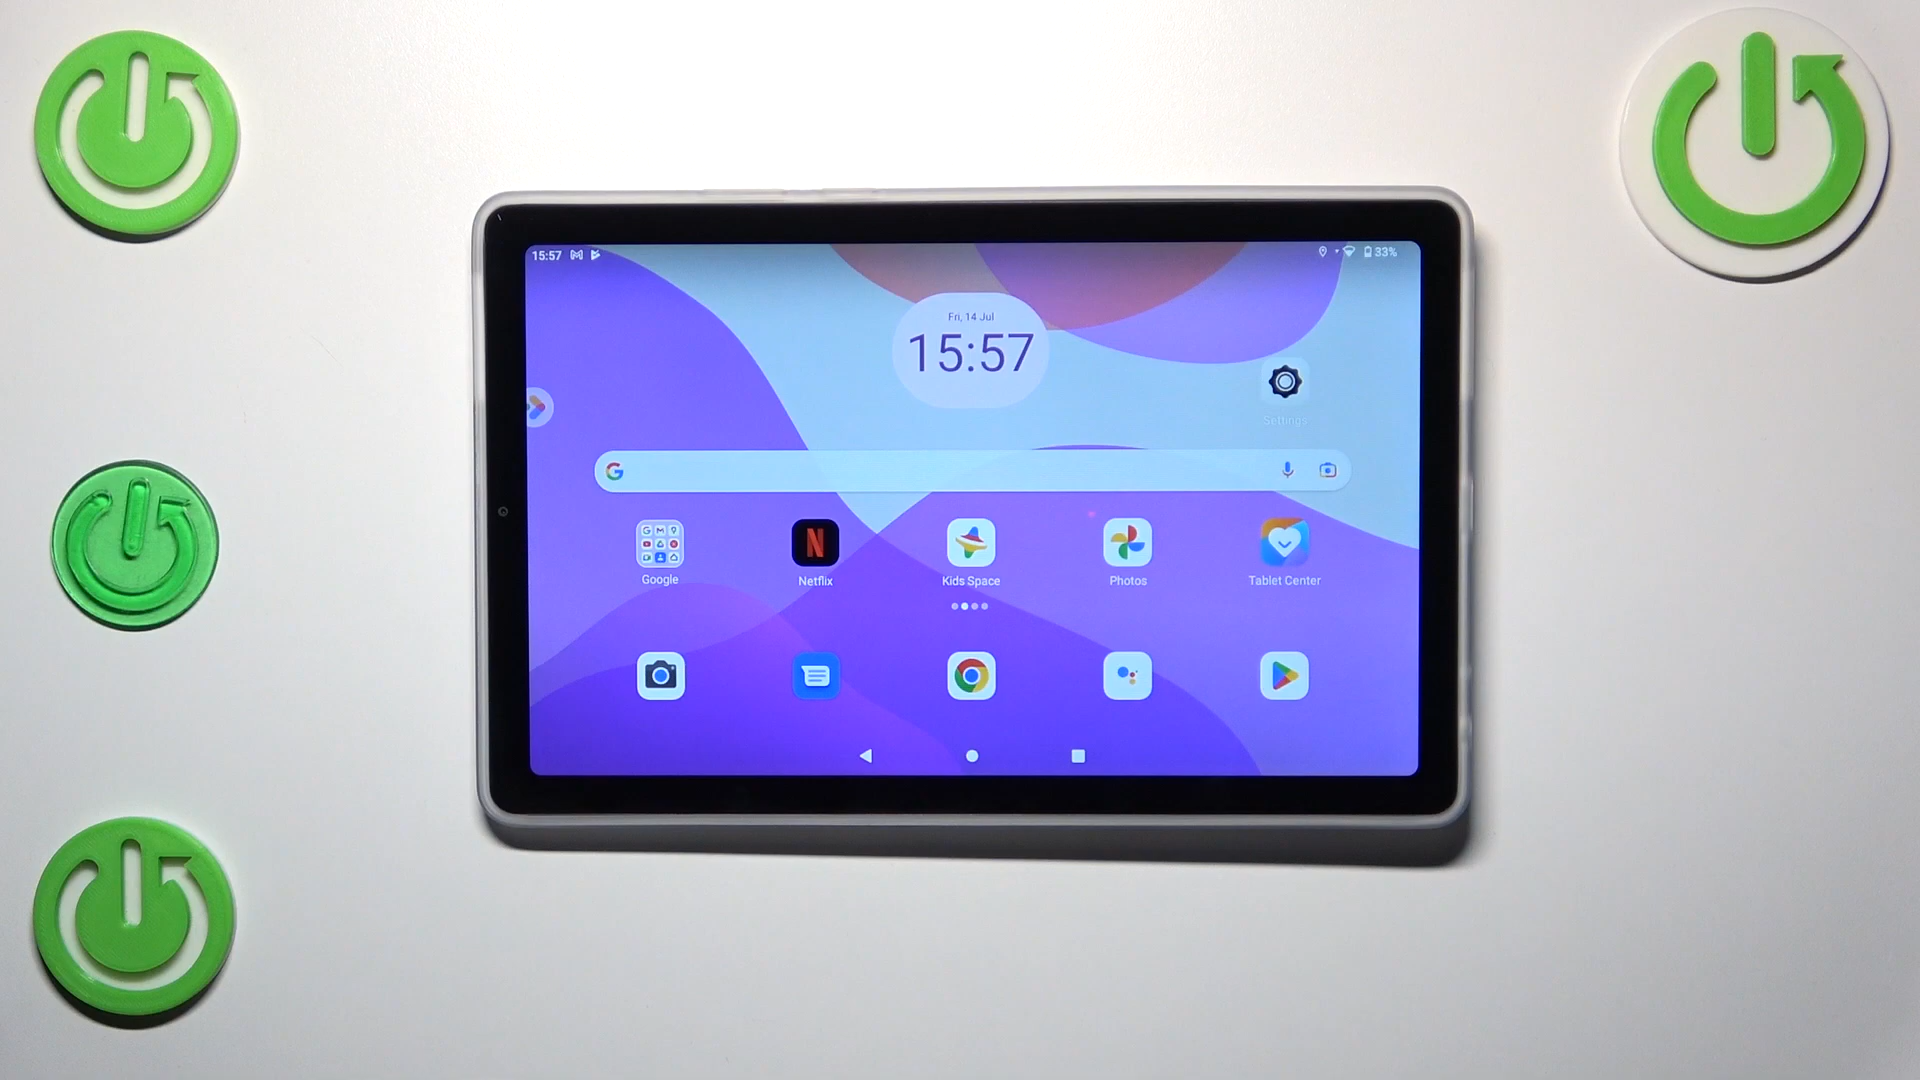 15:57
33%
Fri, 14 Jul
15:57
Settings
G
Google
N
Netflix
Kids Space
Photos
Tablet Center